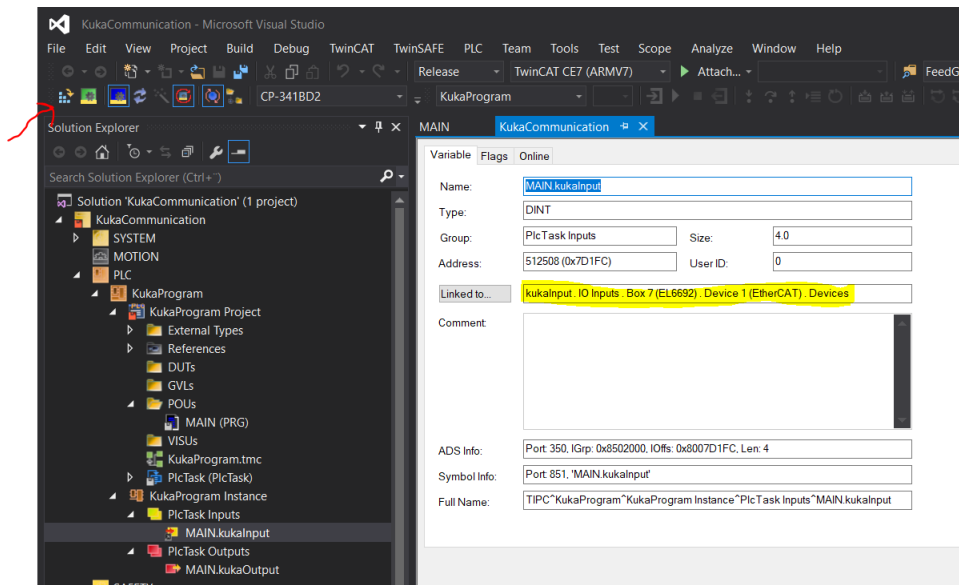 KukaCommunication - Microsoft Visual Studio
File Edit View Project Build Debug TwinCAT TwinSAFE PLC Team Tools Test Scope Analyze Window Help
Release TwinCAT CE7 (ARMV7) Attach... FeedG
CP-341BD2 KukaProgram
Solution Explorer
MAIN KukaCommunication
Search Solution Explorer (Ctrl+¨)
Solution 'KukaCommunication' (1 project)
KukaCommunication
SYSTEM
MOTION
PLC
KukaProgram
KukaProgram Project
External Types
References
DUTs
GVLs
POUs
MAIN (PRG)
VISUs
KukaProgram.tmc
PlcTask (PlcTask)
KukaProgram Instance
PlcTask Inputs
MAIN.kukaInput
PlcTask Outputs
MAIN.kukaOutput
SAFETY
Variable Flags Online
Name: MAIN.kukaInput
Type: DINT
Group: PlcTask Inputs Size: 4.0
Address: 512508 (0x7D1FC) User ID: 0
Linked to... kukaInput . IO Inputs . Box 7 (EL6692) . Device 1 (EtherCAT) . Devices
Comment:
ADS Info: Port: 350, IGrp: 0x8502000, IOffs: 0x8007D1FC, Len: 4
Symbol Info: Port: 851, 'MAIN.kukaInput'
Full Name: TIPC^KukaProgram^KukaProgram Instance^PlcTask Inputs^MAIN.kukaInput